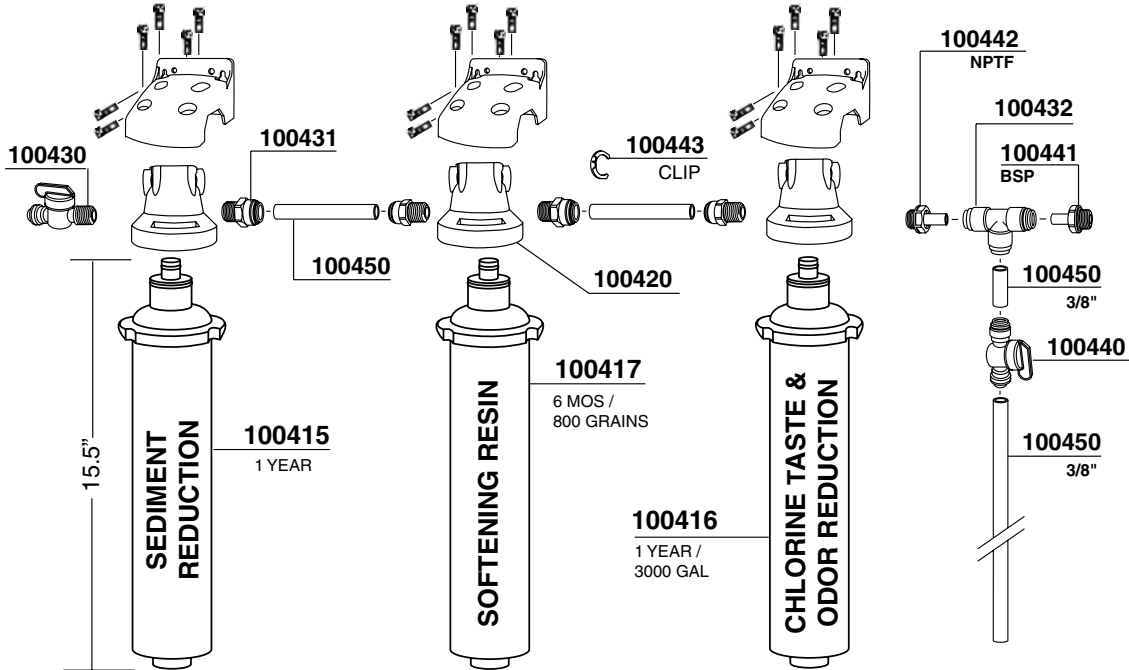 100442
NPTF
100432
100441
BSP
100430
100431
100443
CLIP
100450
100420
100450
3/8"
100440
100417
6 MOS /
800 GRAINS
100415
1 YEAR
15.5”
SEDIMENT
REDUCTION
SOFTENING RESIN
CHLORINE TASTE &
ODOR REDUCTION
100450
3/8"
100416
1 YEAR /
3000 GAL